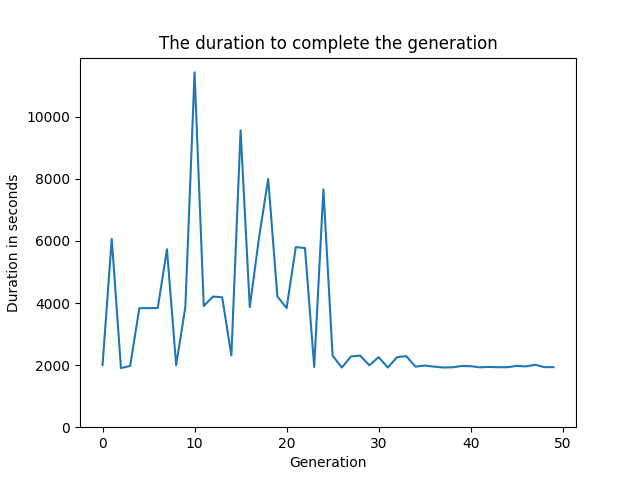 The duration to complete the generation
10000
8000
6000
4000
2000
0
Duration in seconds
0 10 20 30 40 50
Generation